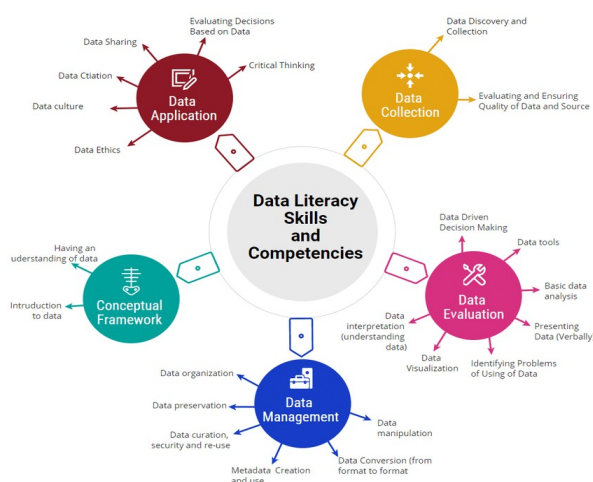 Evaluating Decisions
Based on Data
Data Sharing
Critical Thinking
Data Ctiation
Data culture
Data Ethics
Data
Application
Data Discovery and
Collection
Evaluating and Ensuring
Quality of Data and Source
Data
Collection
Data Literacy
Skills
and
Competencies
Having an
uderstanding of data
Intruduction
to data
Conceptual
Framework
Data Driven
Decision Making
Data tools
Basic data
analysis
Presenting
Data (Verbally
Identifying Problems
of Using of Data
Data
Visualization
Data
interpretation
(understanding
data)
Data
Evaluation
Data organization
Data preservation
Data curation,
security and re-use
Metadada Creation
and use
Data Conversion (from
format to format
Data
manipulation
Data
Management